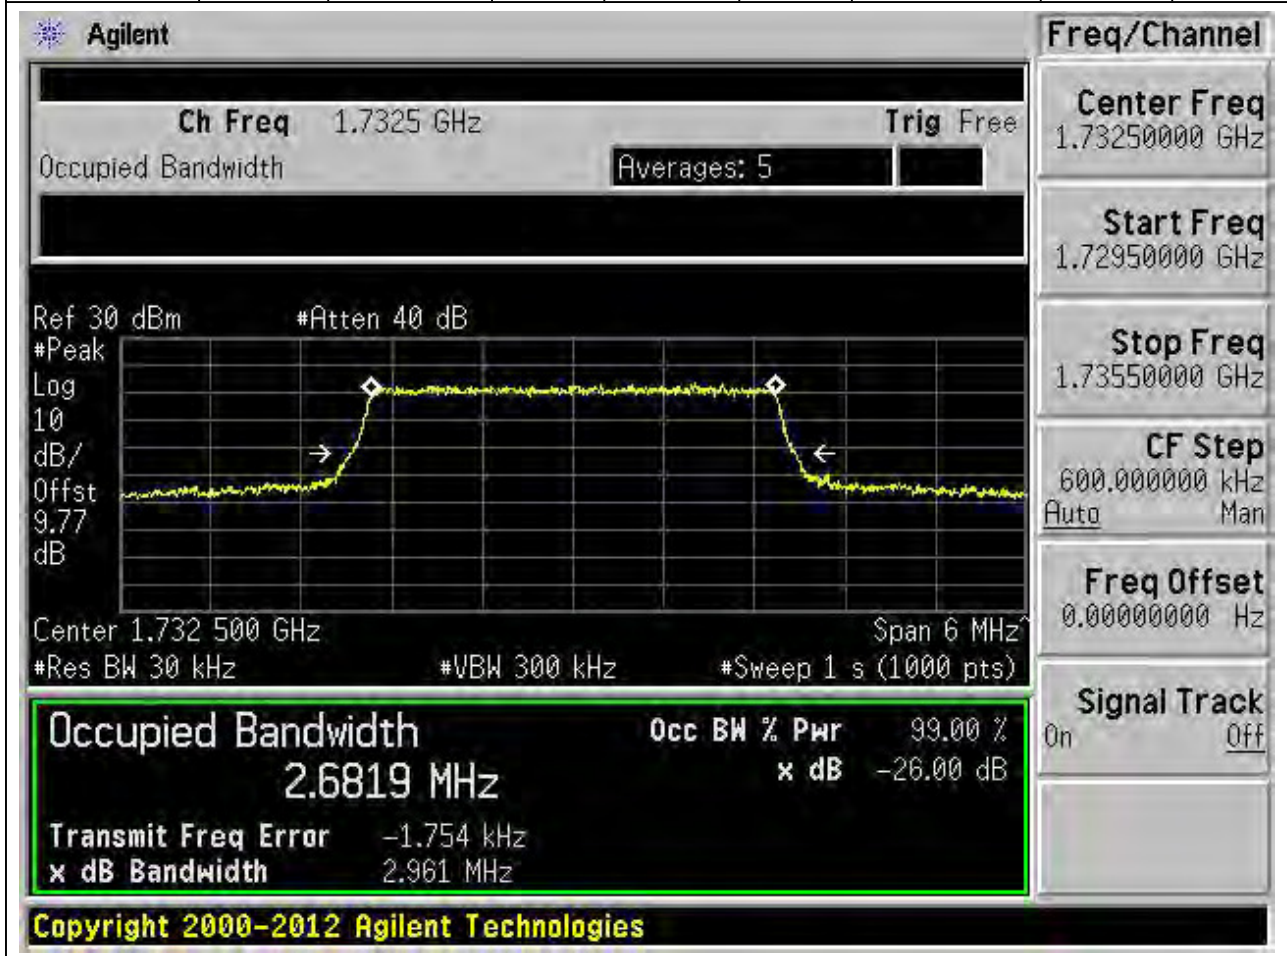 Agilent
Freq/Channel
Ch Freq 1.7325 GHz Trig Free
Occupied Bandwidth Averages: 5
Center Freq
1.73250000 GHz
Start Freq
1.72950000 GHz
Stop Freq
1.73550000 GHz
CF Step
600.000000 kHz
Auto Man
Freq Offset
0.00000000 Hz
Signal Track
On Off
Ref 30 dBm #Atten 40 dB
#Peak
Log
10
dB/
Offst
9.77
dB
Center 1.732 500 GHz Span 6 MHz^
#Res BW 30 kHz #VBW 300 kHz #Sweep 1 s (1000 pts)
Occupied Bandwidth Occ BW % Pwr 99.00 %
2.6819 MHz x dB -26.00 dB
Transmit Freq Error -1.754 kHz
x dB Bandwidth 2.961 MHz
Copyright 2000-2012 Agilent Technologies